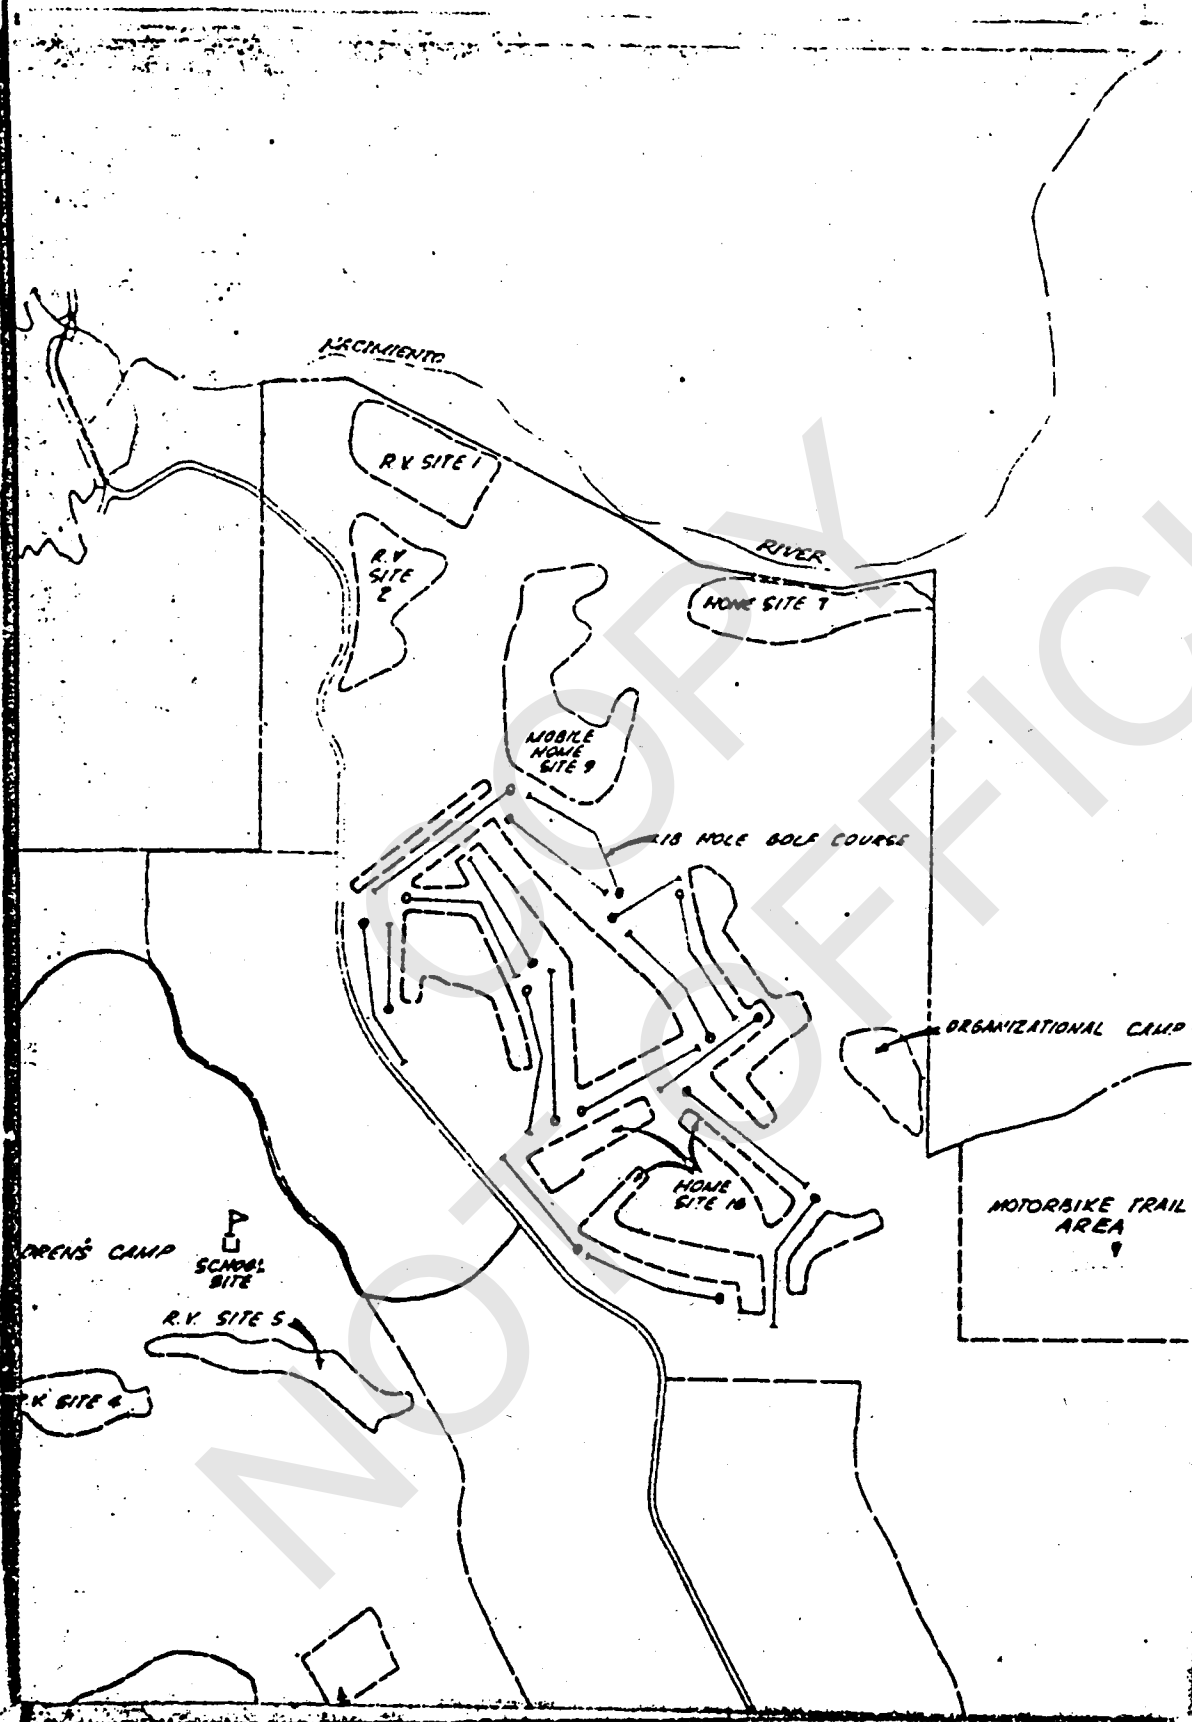 NACIMIENTO
R.V. SITE 1
R.V
SITE
2
RIVER
HOME SITE 7
MOBILE
HOME
SITE 9
18 HOLE GOLF COURSE
ORGANIZATIONAL CAMP
HOME
SITE 10
MOTORBIKE TRAIL
AREA
DREN'S CAMP
SCHOOL
SITE
R.V. SITE 5
SITE 4
COPY
NOT OFFICI